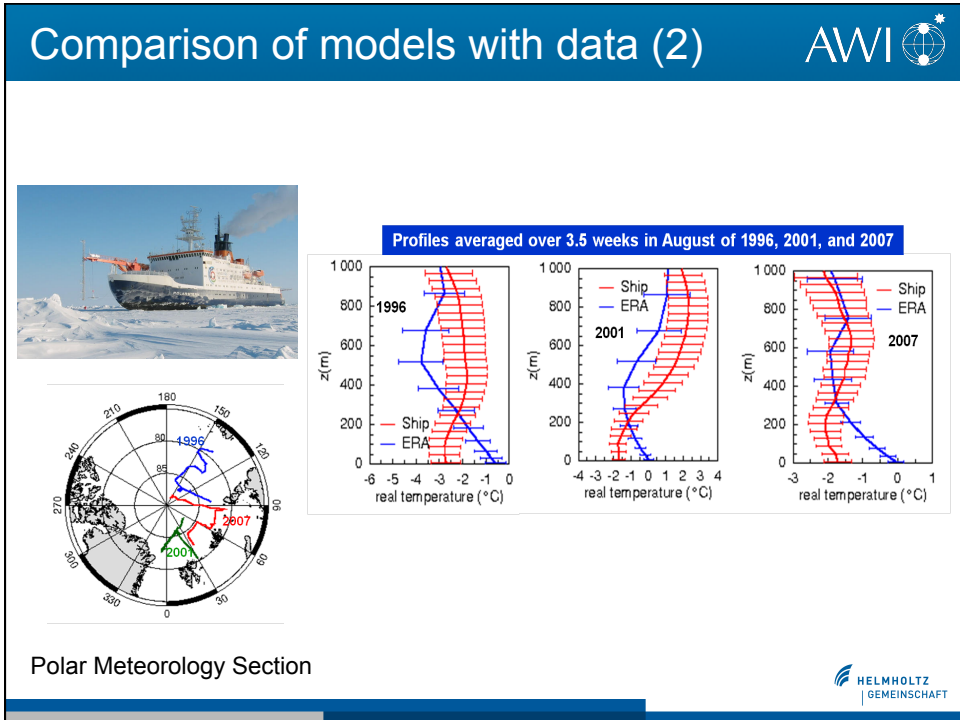 Comparison of models with data (2)
AWI
Profiles averaged over 3.5 weeks in August of 1996, 2001, and 2007
1 000
800
600
400
200
0
z(m)
1996
Ship
ERA
-6 -5 -4 -3 -2 -1 0
real temperature (°C)
1 000
800
600
400
200
0
z(m)
Ship
ERA
2001
-4 -3 -2 -1 0 1 2 3 4
real temperature (°C)
1 000
800
600
400
200
0
z(m)
Ship
ERA
2007
-3 -2 -1 0 1
real temperature (°C)
180
150
120
90
60
30
0
330
300
270
240
210
80
85
1996
2007
2001
Polar Meteorology Section
HELMHOLTZ
GEMEINSCHAFT